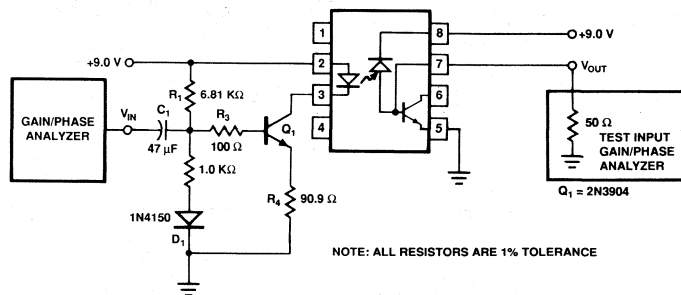 +9.0 V
GAIN/PHASE
ANALYZER
VIN
C1
47 µF
R1
6.81 KΩ
R3
100 Ω
1.0 KΩ
1N4150
D1
Q1
R4
90.9 Ω
1
2
3
4
8
7
6
5
+9.0 V
VOUT
50 Ω
TEST INPUT
GAIN/PHASE
ANALYZER
Q1 = 2N3904
NOTE: ALL RESISTORS ARE 1% TOLERANCE